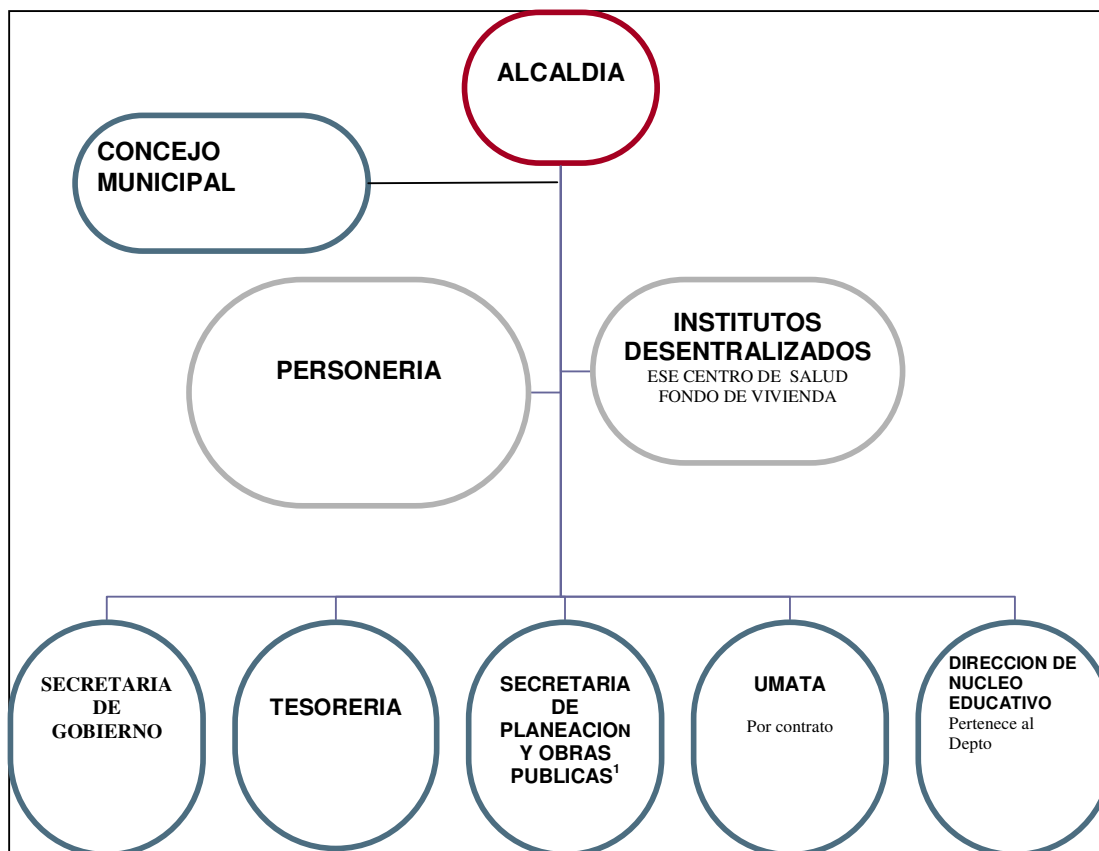 ALCALDIA
CONCEJO
MUNICIPAL
PERSONERIA
INSTITUTOS
DESENTRALIZADOS
ESE CENTRO DE SALUD
FONDO DE VIVIENDA
SECRETARIA
DE
GOBIERNO
TESORERIA
SECRETARIA
DE
PLANEACION
Y OBRAS
PUBLICAS¹
UMATA
Por contrato
DIRECCION DE
NUCLEO
EDUCATIVO
Pertenece al
Depto